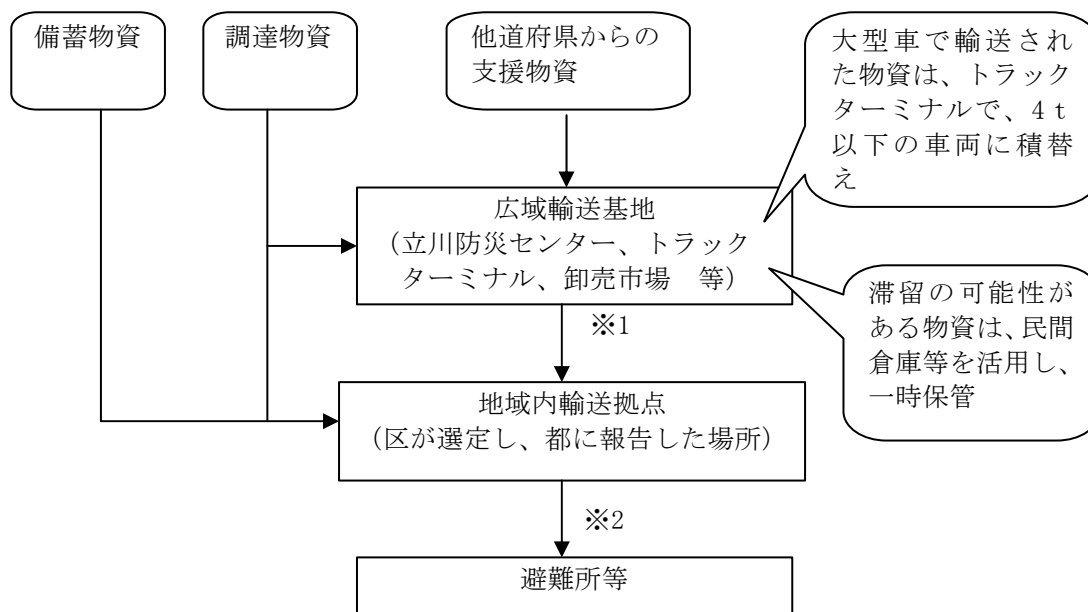 備蓄物資
調達物資
他道府県からの
支援物資
大型車で輸送され
た物資は、トラック
ターミナルで、4ｔ
以下の車両に積替
え
広域輸送基地
（立川防災センター、トラック
ターミナル、卸売市場　等）
滞留の可能性が
ある物資は、民間
倉庫等を活用し、
一時保管
※1
地域内輸送拠点
（区が選定し、都に報告した場所）
※2
避難所等